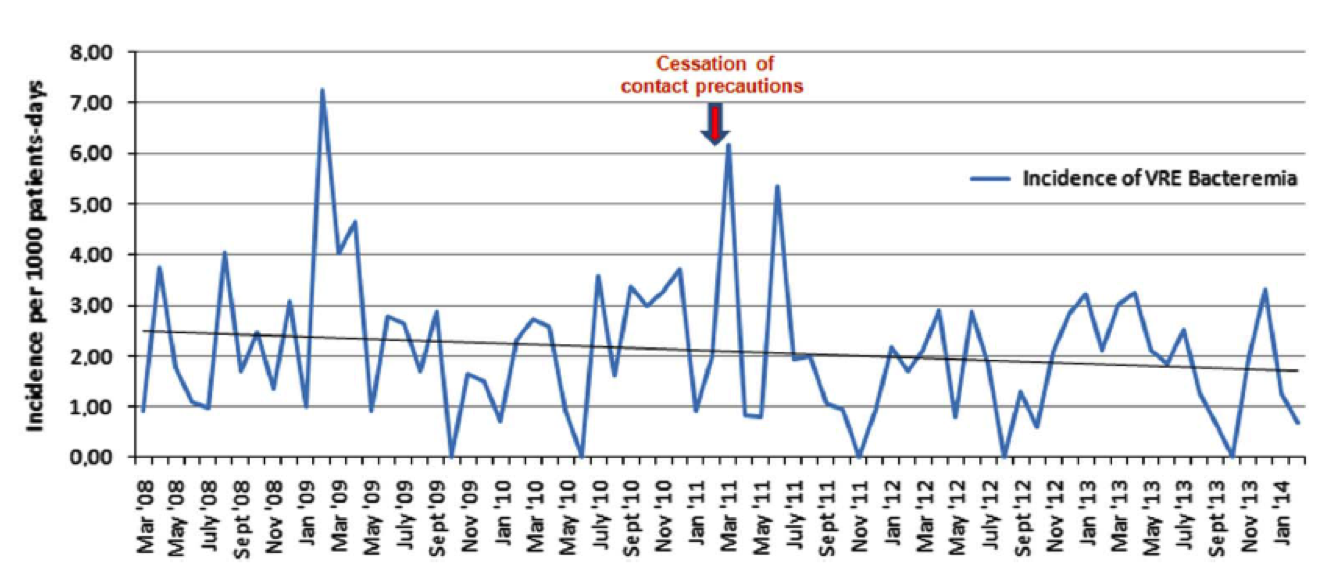 8,00
7,00
6,00
5,00
4,00
3,00
2,00
1,00
0,00
Incidence per 1000 patients-days
Cessation of
contact precautions
Incidence of VRE Bacteremia
Mar '08
May '08
July '08
Sept '08
Nov '08
Jan '09
Mar '09
May '09
July '09
Sept '09
Nov '09
Jan '10
Mar '10
May '10
July '10
Sept '10
Nov '10
Jan '11
Mar '11
May '11
July '11
Sept '11
Nov '11
Jan '12
Mar '12
May '12
July '12
Sept '12
Nov '12
Jan '13
Mar '13
May '13
July '13
Sept '13
Nov '13
Jan '14